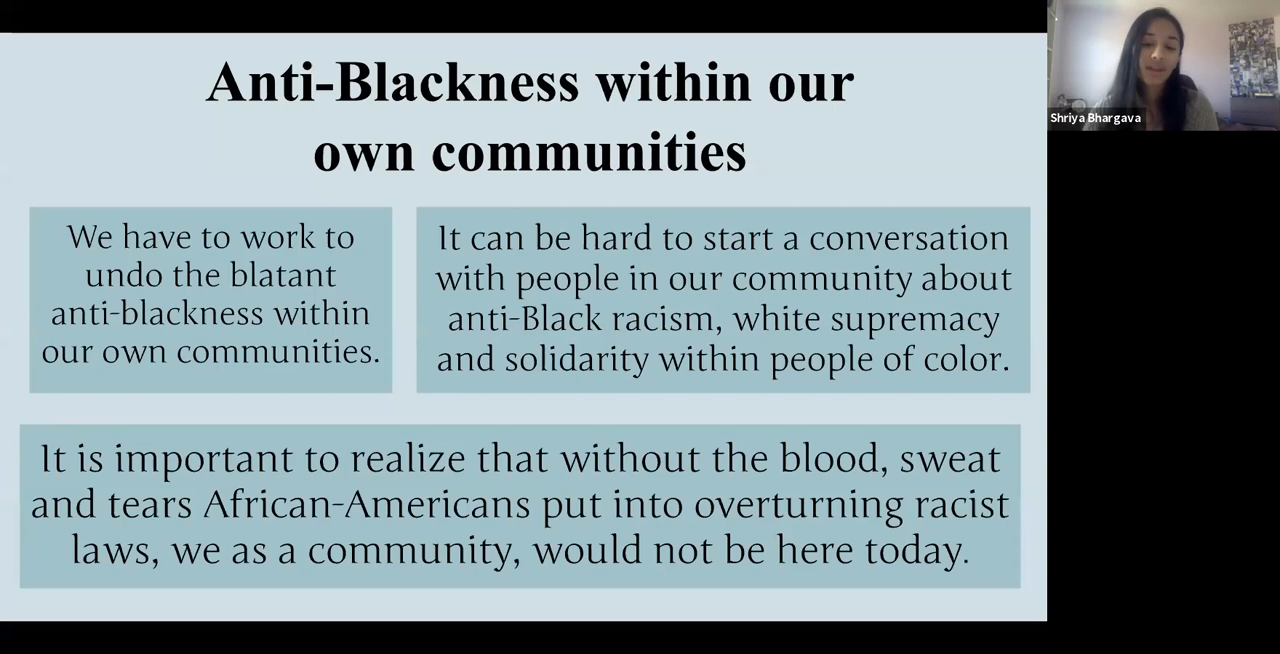 Anti-Blackness within our
own communities
We have to work to
undo the blatant
anti-blackness within
our own communities.
It can be hard to start a conversation
with people in our community about
anti-Black racism, white supremacy
and solidarity within people of color.
It is important to realize that without the blood, sweat
and tears African-Americans put into overturning racist
laws, we as a community, would not be here today.
Shriya Bhargava